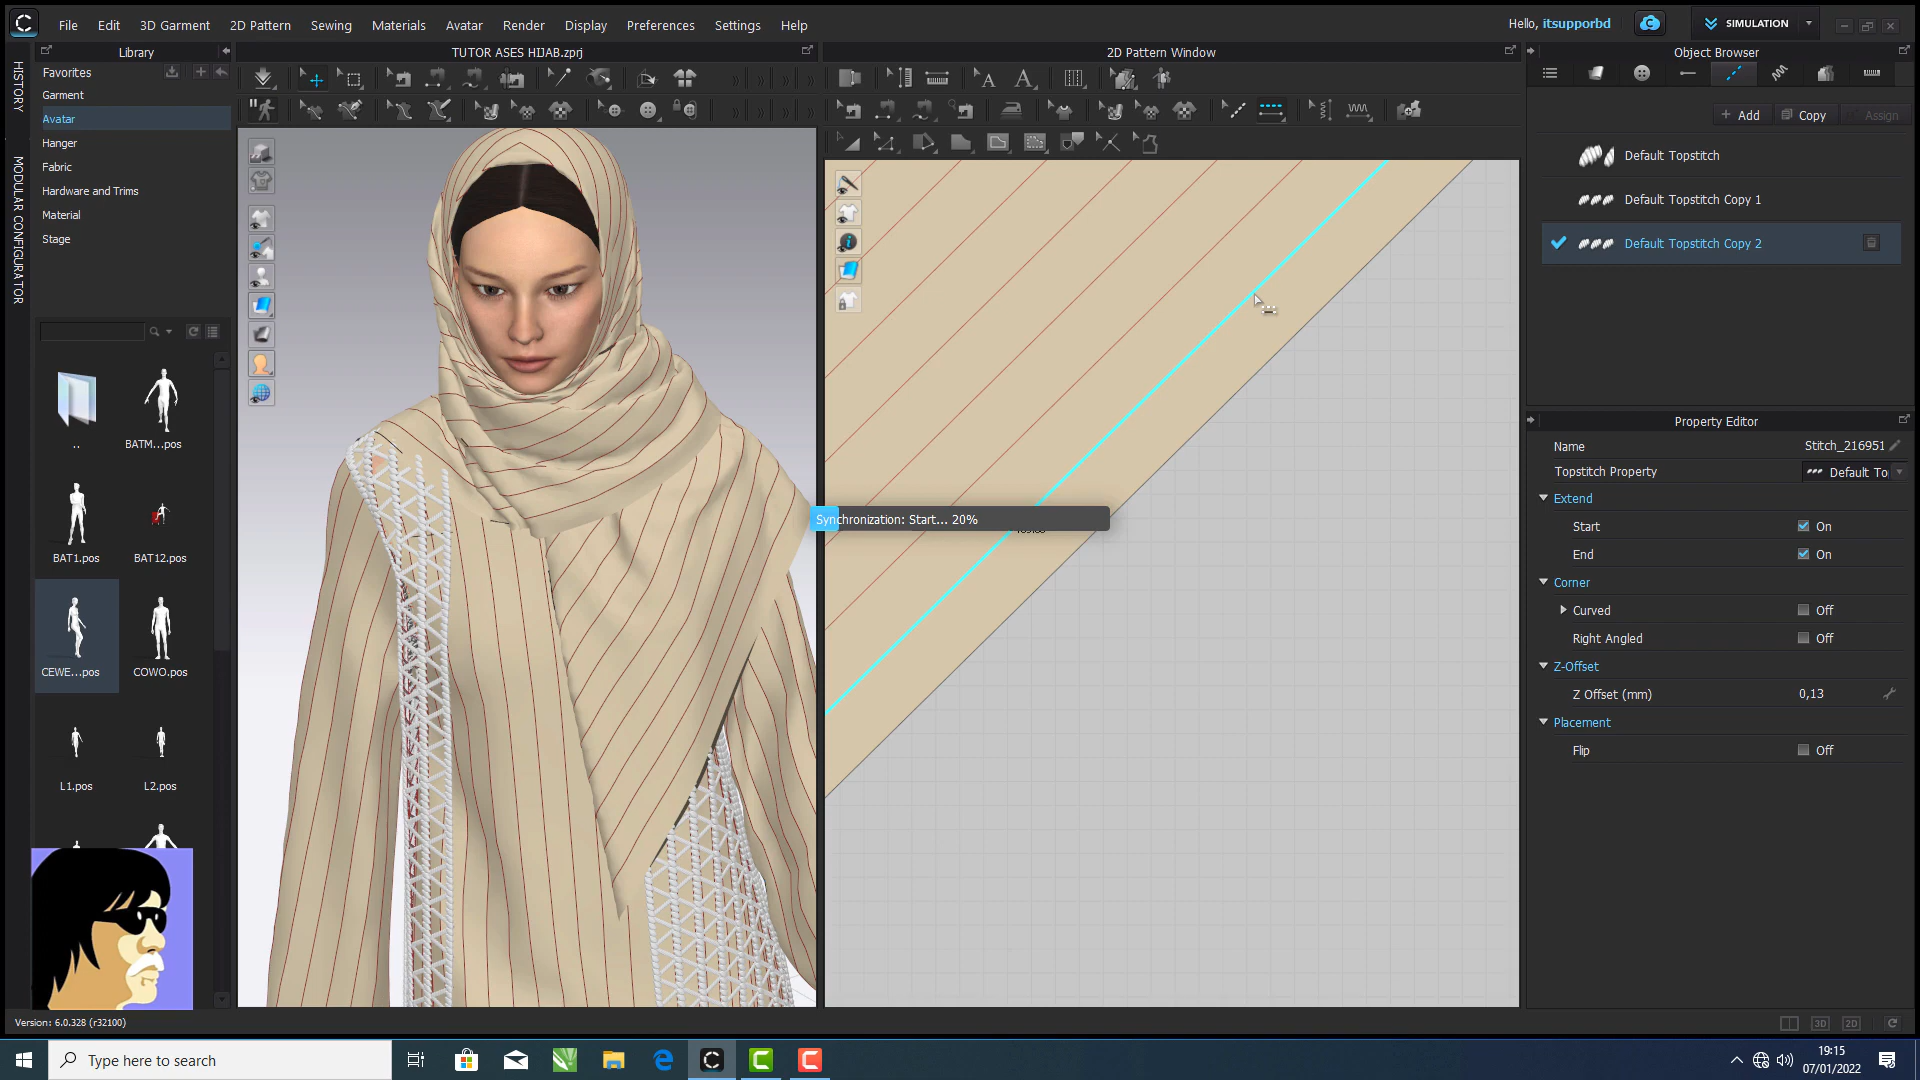 File Edit 3D Garment 2D Pattern Sewing Materials Avatar Render Display Preferences Settings Help
Hello, itsupporbd
SIMULATION
HISTORY
MODULAR CONFIGURATOR
Library
TUTOR ASES HIJAB.zprj
2D Pattern Window
Object Browser
Favorites
Garment
Avatar
Hanger
Fabric
Hardware and Trims
Material
Stage
..
BATM...pos
BAT1.pos
BAT12.pos
CEWE...pos
COWO.pos
L1.pos
L2.pos
Synchronization: Start... 20%
+ Add
Copy
Assign
Default Topstitch
Default Topstitch Copy 1
Default Topstitch Copy 2
Property Editor
Name Stitch_216951
Topstitch Property Default To
Extend
Start On
End On
Corner
Curved Off
Right Angled Off
Z-Offset
Z Offset (mm) 0,13
Placement
Flip Off
Version: 6.0.328 (r32100)
3D
2D
Type here to search
19:15
07/01/2022